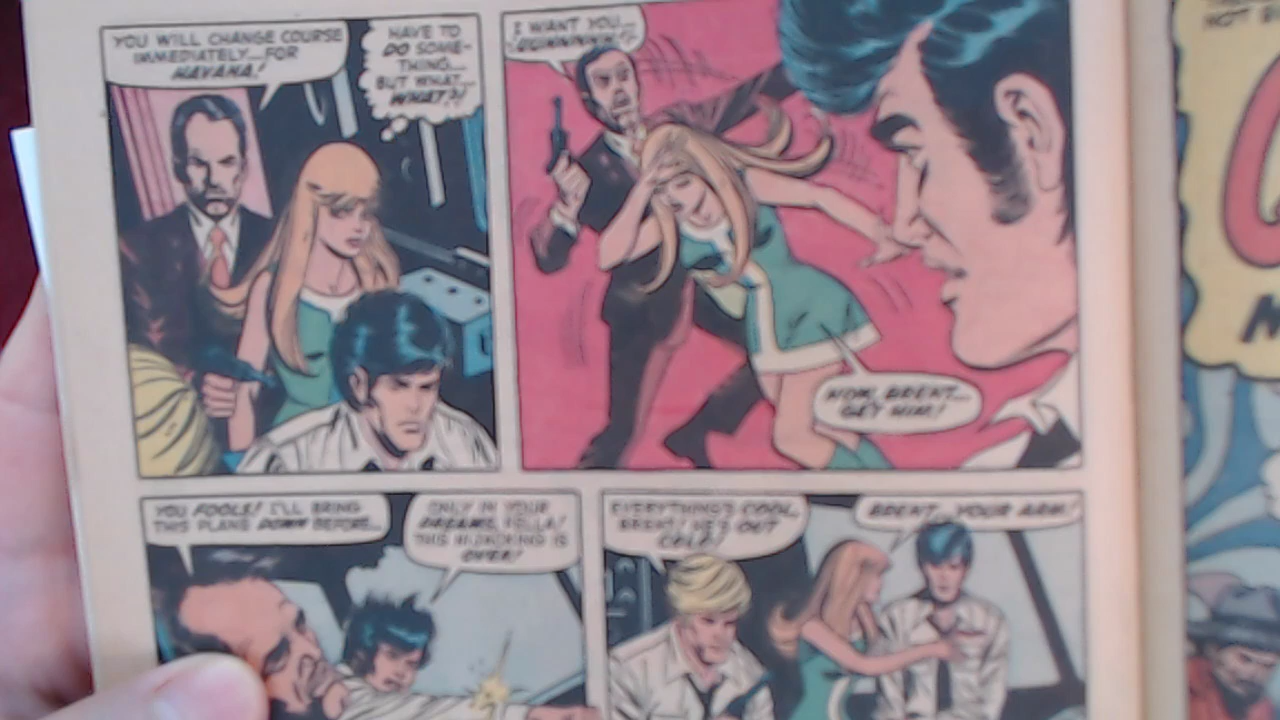 YOU WILL CHANGE COURSE
IMMEDIATELY...FOR
HAVANA!
HAVE TO
DO SOME-
THING...
BUT WHAT...
WHAT?!
I WANT YOU...
NOW, BRENT...
GET HIM!
YOU FOOLS! I'LL BRING
THIS PLANE DOWN BEFORE...
ONLY IN YOUR
DREAMS, FELLA!
THIS HIJACKING IS
OVER!
EVERYTHING'S COOL,
BRENT! HE'S OUT
COLD!
BRENT...YOUR ARM!
NOT